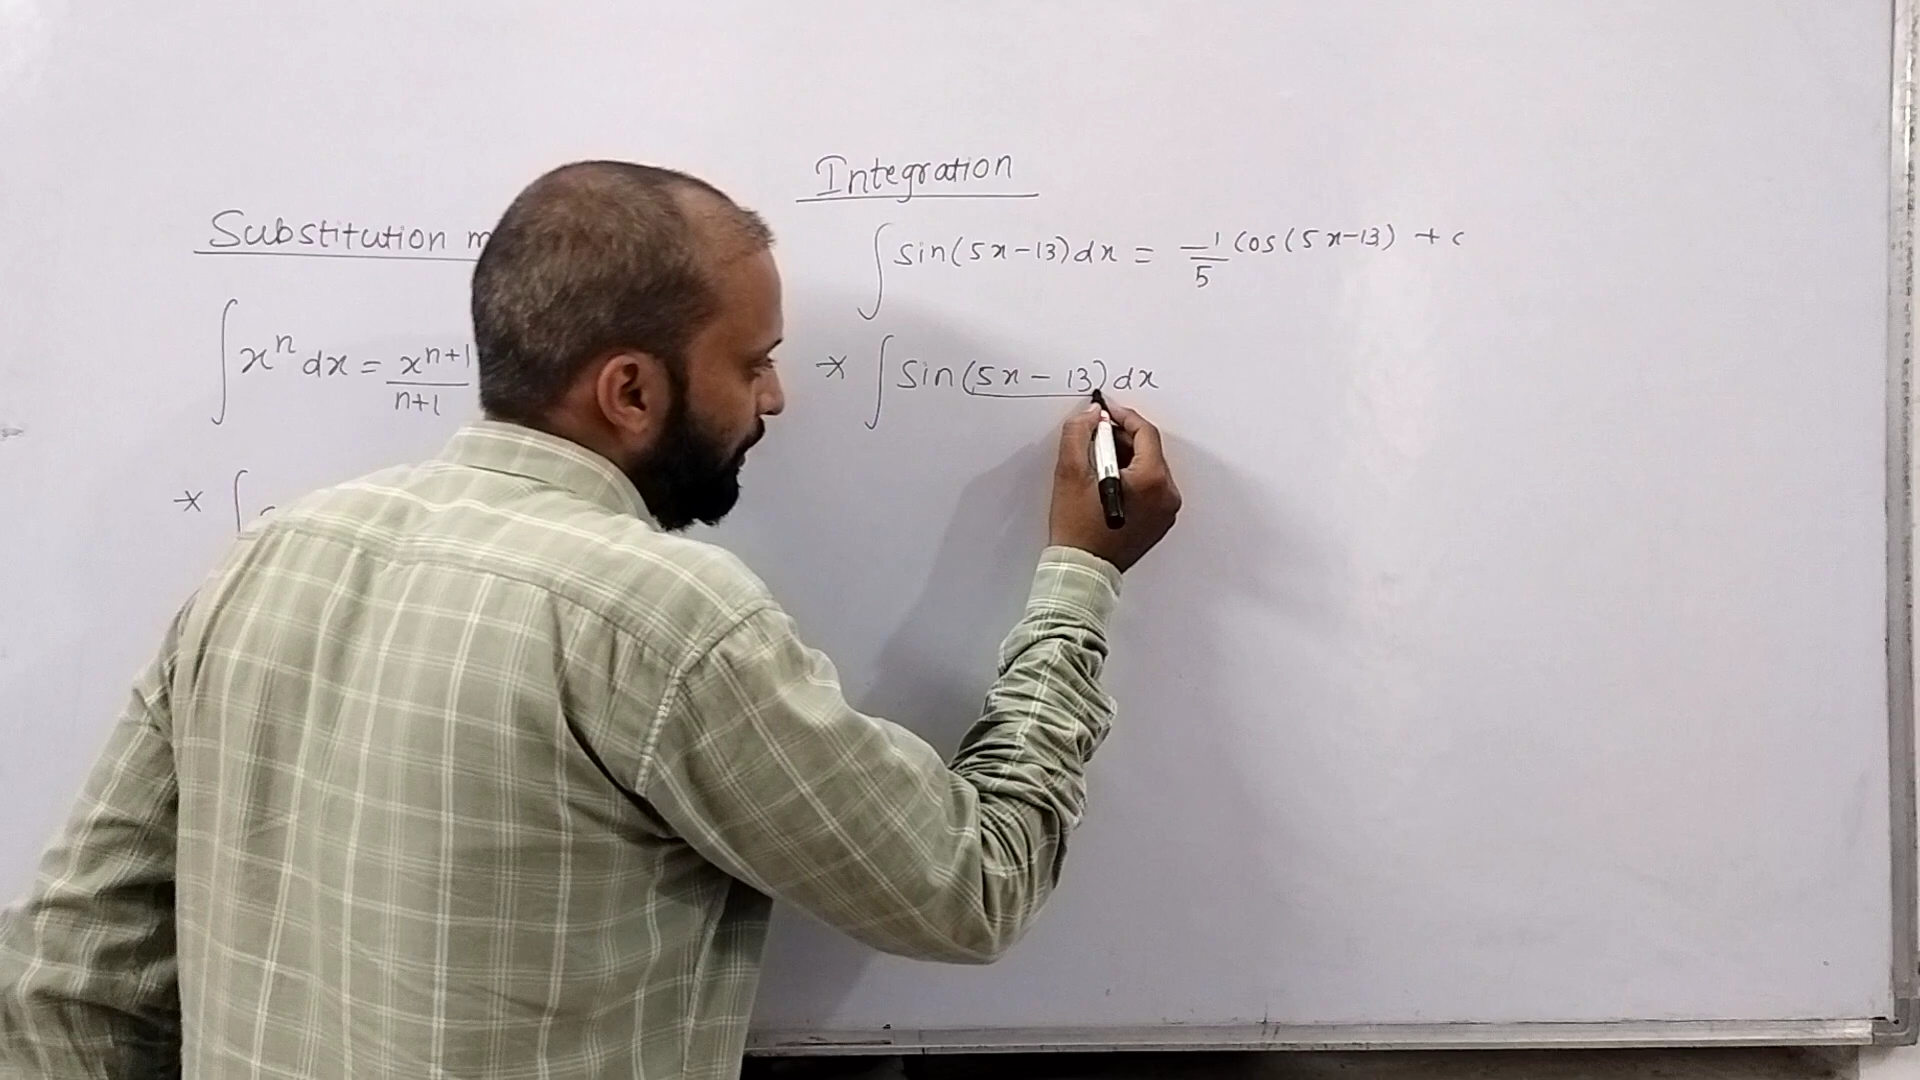 Integration
Substitution
∫ sin(5x-13)dx = -1/5 cos(5x-13) + c
∫ x^n dx = x^(n+1)/(n+1)
* ∫ sin(5x - 13)dx
* ∫